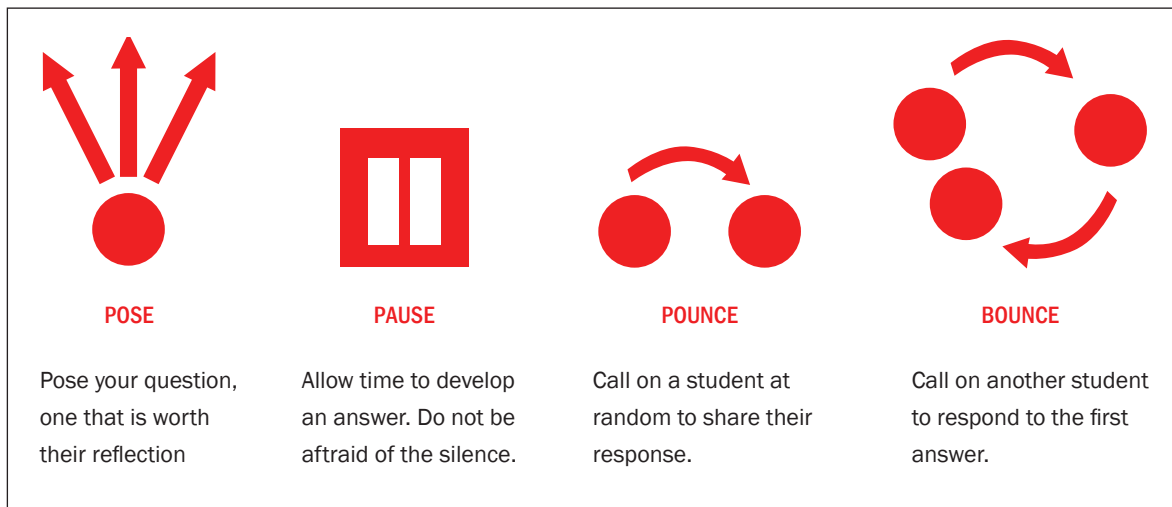 POSE
Pose your question,
one that is worth
their reflection
PAUSE
Allow time to develop
an answer. Do not be
aftraid of the silence.
POUNCE
Call on a student at
random to share their
response.
BOUNCE
Call on another student
to respond to the first
answer.